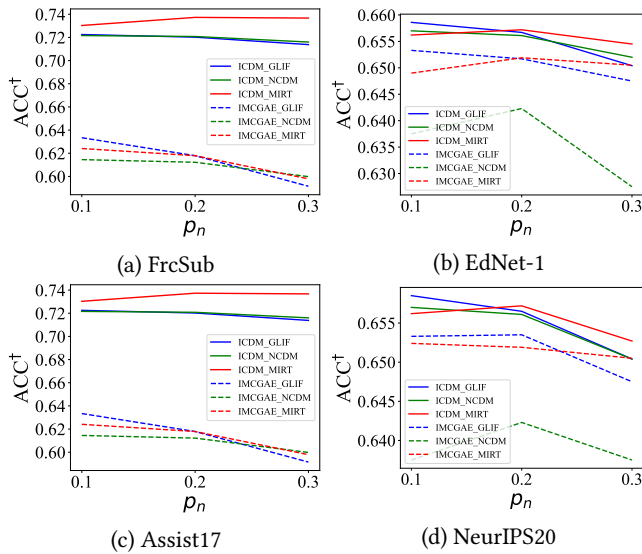 0.74
0.72
0.70
0.68
0.66
0.64
0.62
0.60
ACC†
ICDM_GLIF
ICDM_NCDM
ICDM_MIRT
IMCGAE_GLIF
IMCGAE_NCDM
IMCGAE_MIRT
0.1 0.2 0.3
pn
(a) FrcSub
0.660
0.655
0.650
0.645
0.640
0.635
0.630
ACC†
ICDM_GLIF
ICDM_NCDM
ICDM_MIRT
IMCGAE_GLIF
IMCGAE_NCDM
IMCGAE_MIRT
0.1 0.2 0.3
pn
(b) EdNet-1
0.74
0.72
0.70
0.68
0.66
0.64
0.62
0.60
ACC†
ICDM_GLIF
ICDM_NCDM
ICDM_MIRT
IMCGAE_GLIF
IMCGAE_NCDM
IMCGAE_MIRT
0.1 0.2 0.3
pn
(c) Assist17
0.655
0.650
0.645
0.640
ACC†
ICDM_GLIF
ICDM_NCDM
ICDM_MIRT
IMCGAE_GLIF
IMCGAE_NCDM
IMCGAE_MIRT
0.1 0.2 0.3
pn
(d) NeurIPS20